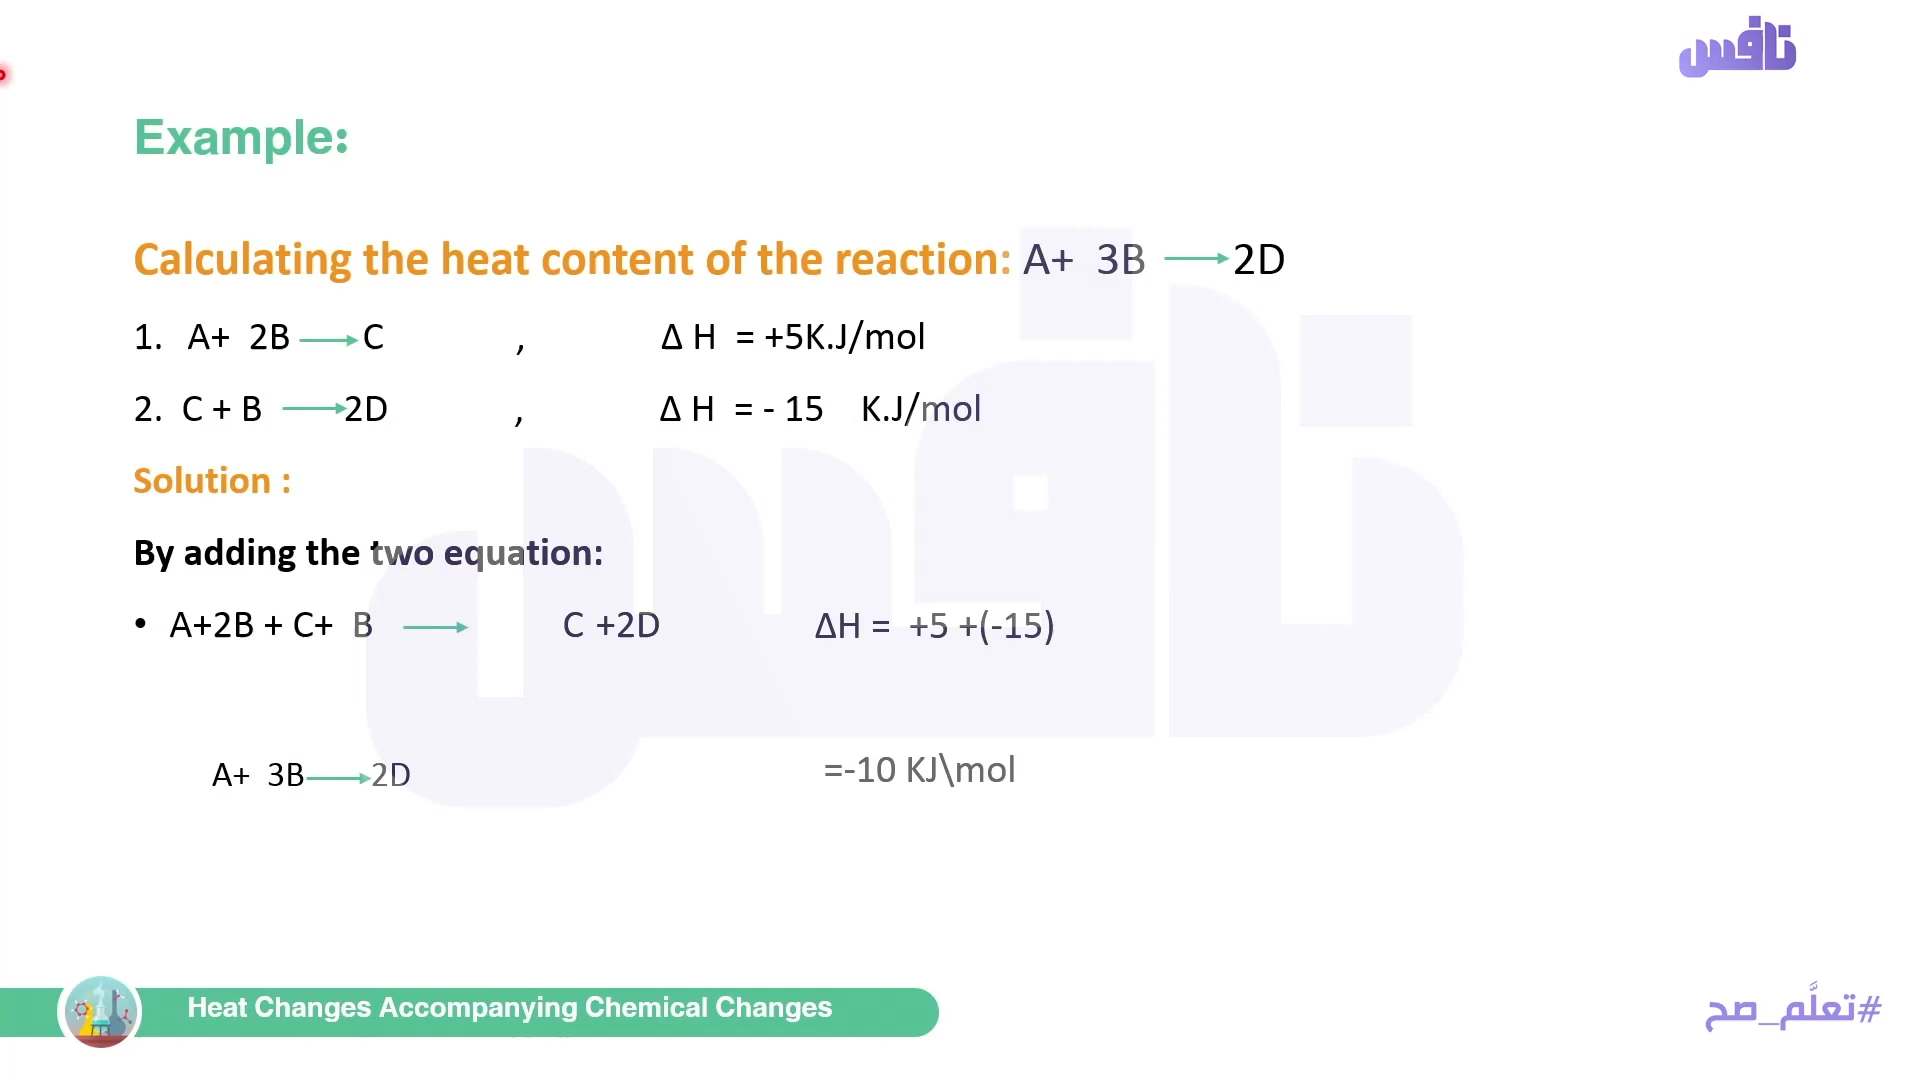 نافس
Example:
Calculating the heat content of the reaction: A+ 3B ⟶ 2D
1. A+ 2B ⟶ C , Δ H = +5K.J/mol
2. C + B ⟶ 2D , Δ H = - 15 K.J/mol
Solution :
By adding the two equation:
• A+2B + C+ B ⟶ C +2D ΔH = +5 +(-15)
A+ 3B ⟶ 2D =-10 KJ\mol
Heat Changes Accompanying Chemical Changes
#تعلَّم_صح